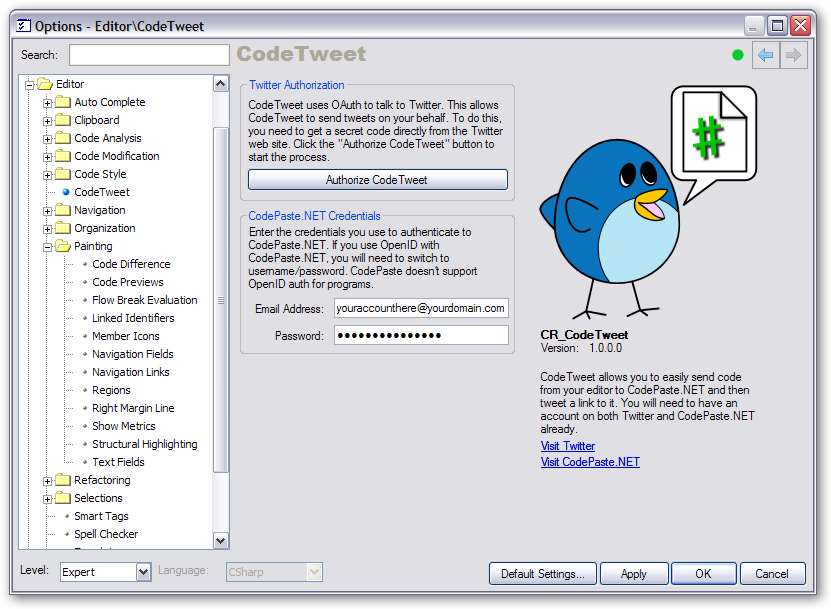 Options - Editor\CodeTweet
Search:
CodeTweet
Editor
Auto Complete
Clipboard
Code Analysis
Code Modification
Code Style
CodeTweet
Navigation
Organization
Painting
Code Difference
Code Previews
Flow Break Evaluation
Linked Identifiers
Member Icons
Navigation Fields
Navigation Links
Regions
Right Margin Line
Show Metrics
Structural Highlighting
Text Fields
Refactoring
Selections
Smart Tags
Spell Checker
Twitter Authorization
CodeTweet uses OAuth to talk to Twitter. This allows
CodeTweet to send tweets on your behalf. To do this,
you need to get a secret code directly from the Twitter
web site. Click the "Authorize CodeTweet" button to
start the process.
Authorize CodeTweet
CodePaste.NET Credentials
Enter the credentials you use to authenticate to
CodePaste.NET. If you use OpenID with
CodePaste.NET, you will need to switch to
username/password. CodePaste doesn't support
OpenID auth for programs.
Email Address: youraccounthere@yourdomain.com
Password: ●●●●●●●●●●●●●●●
#
CR_CodeTweet
Version: 1.0.0.0
CodeTweet allows you to easily send code
from your editor to CodePaste.NET and then
tweet a link to it. You will need to have an
account on both Twitter and CodePaste.NET
already.
Visit Twitter
Visit CodePaste.NET
Level: Expert Language: CSharp
Default Settings... Apply OK Cancel